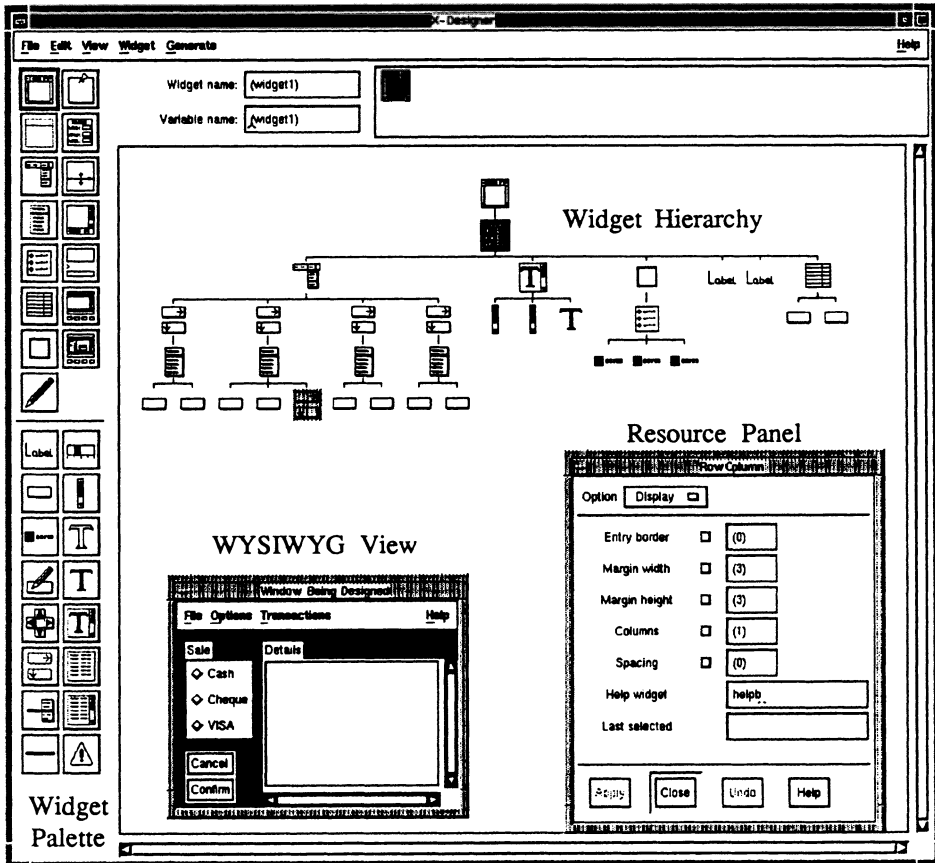 X-Designer
File Edit View Widget Generate Help
Widget name: (widget1)
Variable name: (widget1)
Widget Hierarchy
T
Label Label
T
Resource Panel
Row Column
Option Display
Entry border (0)
Margin width (3)
Margin height (3)
Columns (1)
Spacing (0)
Help widget helpb
Last selected
Apply Close Undo Help
Label
T
T
T
WYSIWYG View
Window Being Designed!
File Options Transactions Help
Sale Details
Cash
Cheque
VISA
Cancel
Confirm
Widget
Palette